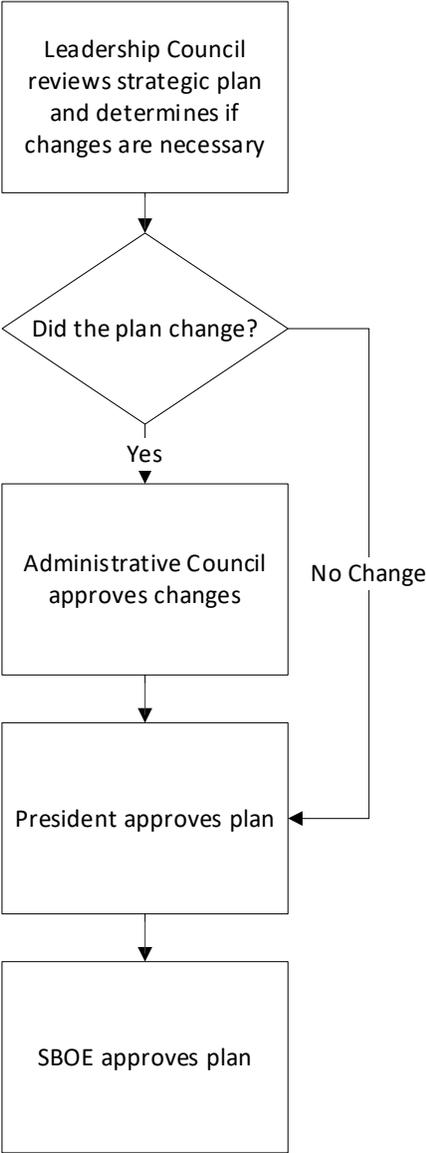 Leadership Council
reviews strategic plan
and determines if
changes are necessary
Did the plan change?
Yes
Administrative Council
approves changes
No Change
President approves plan
SBOE approves plan